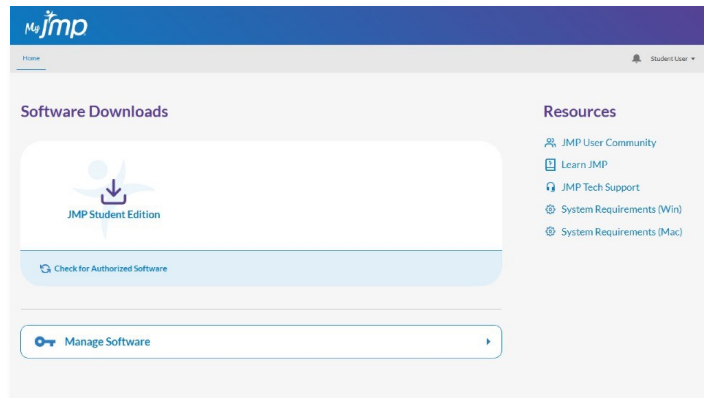 My jmp
Home
Student User
Software Downloads
JMP Student Edition
Check for Authorized Software
Manage Software
Resources
JMP User Community
Learn JMP
JMP Tech Support
System Requirements (Win)
System Requirements (Mac)